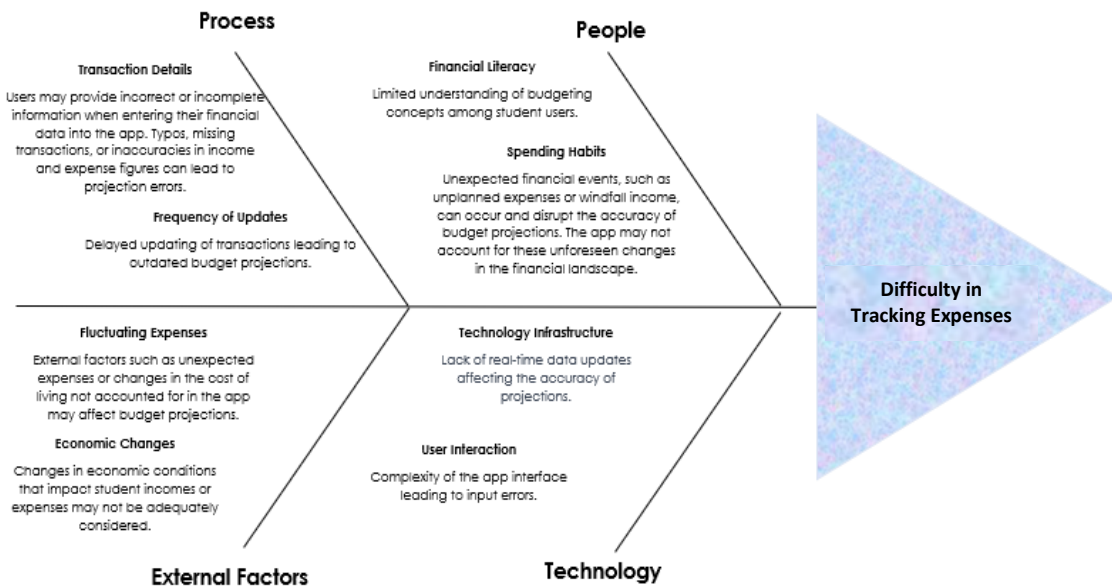 Process
Transaction Details
Users may provide incorrect or incomplete
information when entering their financial
data into the app. Typos, missing
transactions, or inaccuracies in income
and expense figures can lead to
projection errors.
Frequency of Updates
Delayed updating of transactions leading to
outdated budget projections.
People
Financial Literacy
Limited understanding of budgeting
concepts among student users.
Spending Habits
Unexpected financial events, such as
unplanned expenses or windfall income,
can occur and disrupt the accuracy of
budget projections. The app may not
account for these unforeseen changes
in the financial landscape.
Difficulty in
Tracking Expenses
Fluctuating Expenses
External factors such as unexpected
expenses or changes in the cost of
living not accounted for in the app
may affect budget projections.
Economic Changes
Changes in economic conditions
that impact student incomes or
expenses may not be adequately
considered.
External Factors
Technology Infrastructure
Lack of real-time data updates
affecting the accuracy of
projections.
User Interaction
Complexity of the app interface
leading to input errors.
Technology